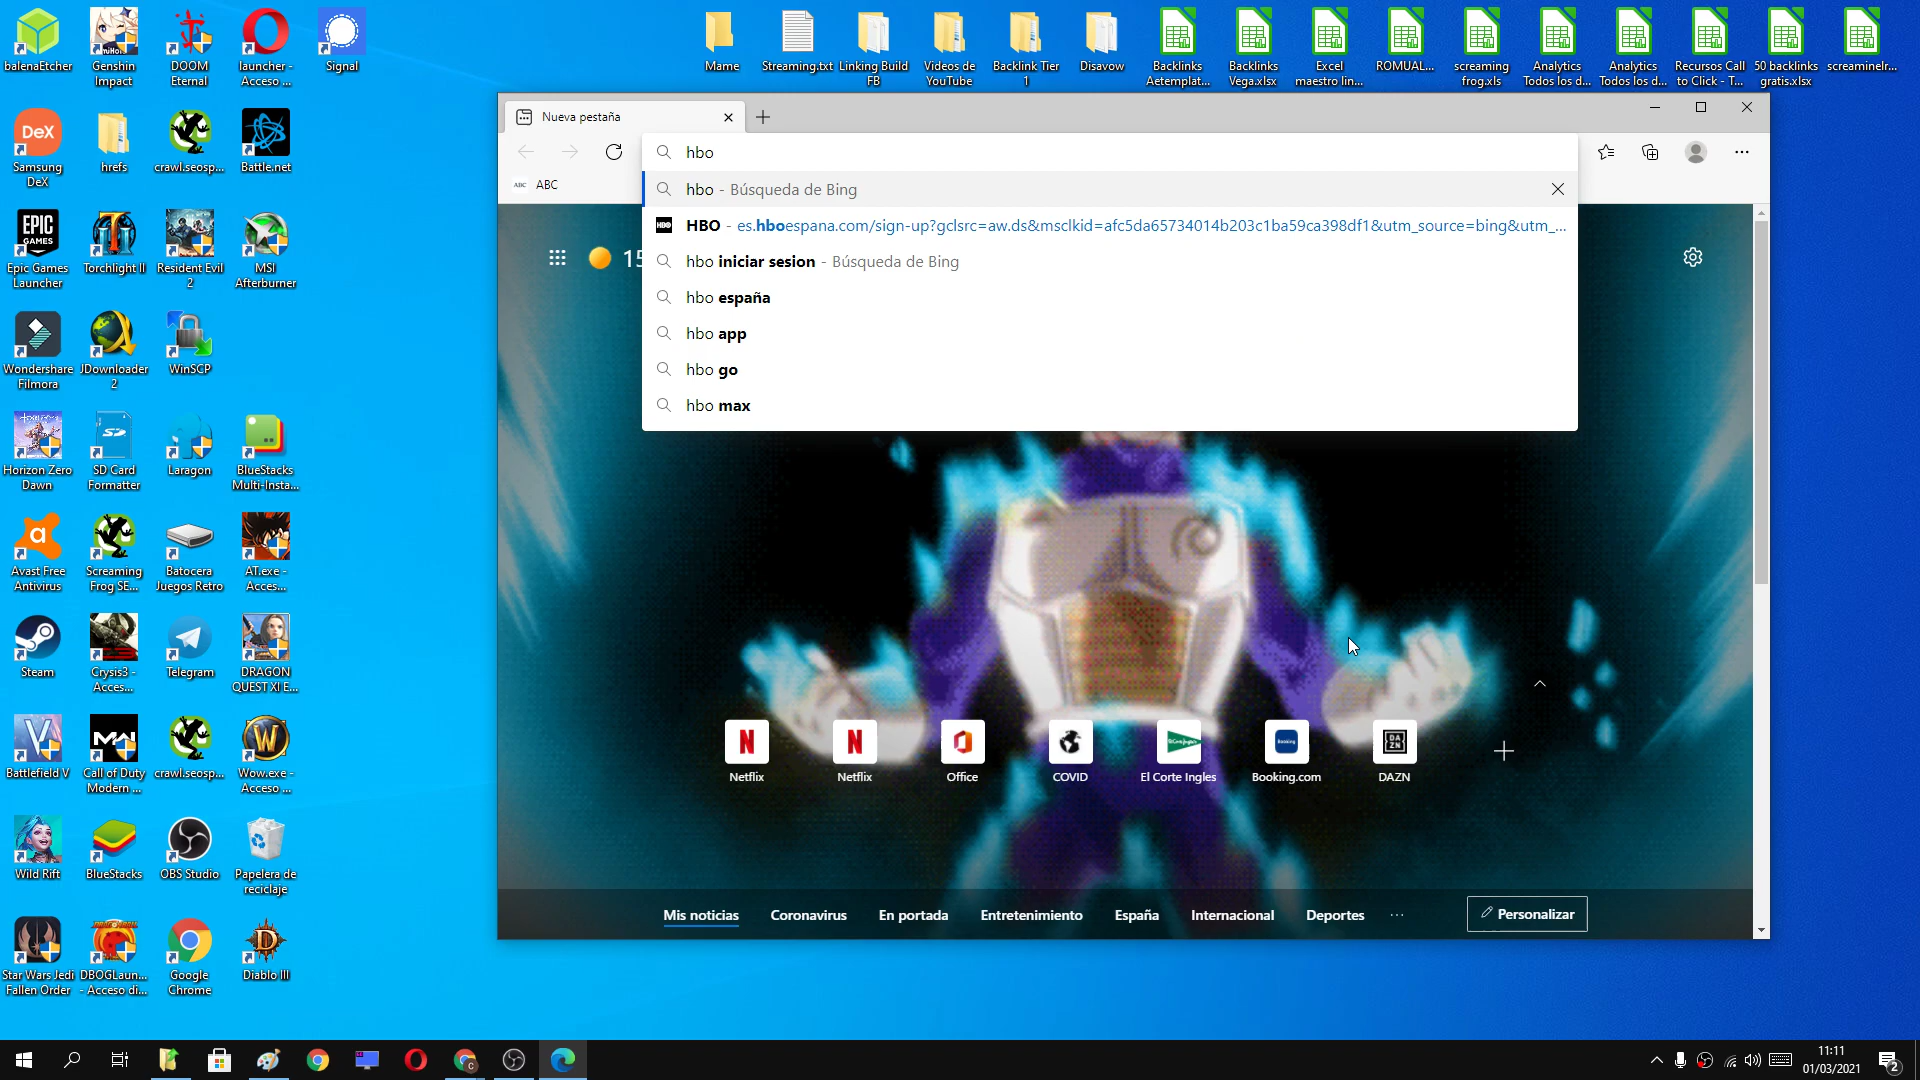 balenaEtcher
Genshin
Impact
DOOM
Eternal
launcher -
Acceso ...
Signal
Mame
Streaming.txt
Linking Build
FB
Videos de
YouTube
Backlink Tier
1
Disavow
Backlinks
Aetemplat...
Backlinks
Vega.xlsx
Excel
maestro lin...
ROMUAL...
screaming
frog.xls
Analytics
Todos los d...
Analytics
Todos los d...
Recursos Call
to Click - T...
50 backlinks
gratis.xlsx
screaminelr...
Nueva pestaña
hbo
ABC ABC
hbo - Búsqueda de Bing
HBO HBO - es.hboespana.com/sign-up?gclsrc=aw.ds&msclkid=afc5da65734014b203c1ba59ca398df1&utm_source=bing&utm_...
hbo iniciar sesion - Búsqueda de Bing
hbo españa
hbo app
hbo go
hbo max
15
DeX
Samsung
DeX
hrefs
crawl.seosp...
Battle.net
EPIC
GAMES
Epic Games
Launcher
Torchlight II
Resident Evil
2
MSI
Afterburner
Wondershare
Filmora
JDownloader
2
WinSCP
Horizon Zero
Dawn
SD Card
Formatter
Laragon
BlueStacks
Multi-Insta...
Avast Free
Antivirus
Screaming
Frog SE...
Batocera
Juegos Retro
AT.exe -
Acces...
Steam
Crysis3 -
Acces...
Telegram
DRAGON
QUEST XI E...
Battlefield V
Call of Duty
Modern ...
crawl.seosp...
Wow.exe -
Acceso ...
Wild Rift
BlueStacks
OBS Studio
Papelera de
reciclaje
Star Wars Jedi
Fallen Order
DBOGLaun...
- Acceso di...
Google
Chrome
Diablo III
Netflix
Netflix
Office
COVID
El Corte Ingles
Booking.com
DAZN
Mis noticias
Coronavirus
En portada
Entretenimiento
España
Internacional
Deportes
...
Personalizar
11:11
01/03/2021
2